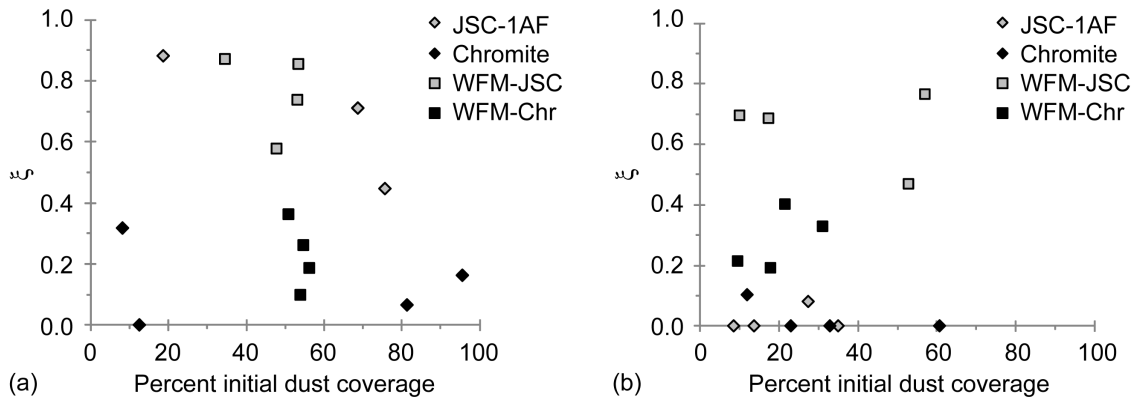 1.0
0.8
0.6
0.4
0.2
0.0
ξ
0 20 40 60 80 100
Percent initial dust coverage
JSC-1AF
Chromite
WFM-JSC
WFM-Chr
(a)
1.0
0.8
0.6
0.4
0.2
0.0
ξ
0 20 40 60 80 100
Percent initial dust coverage
JSC-1AF
Chromite
WFM-JSC
WFM-Chr
(b)